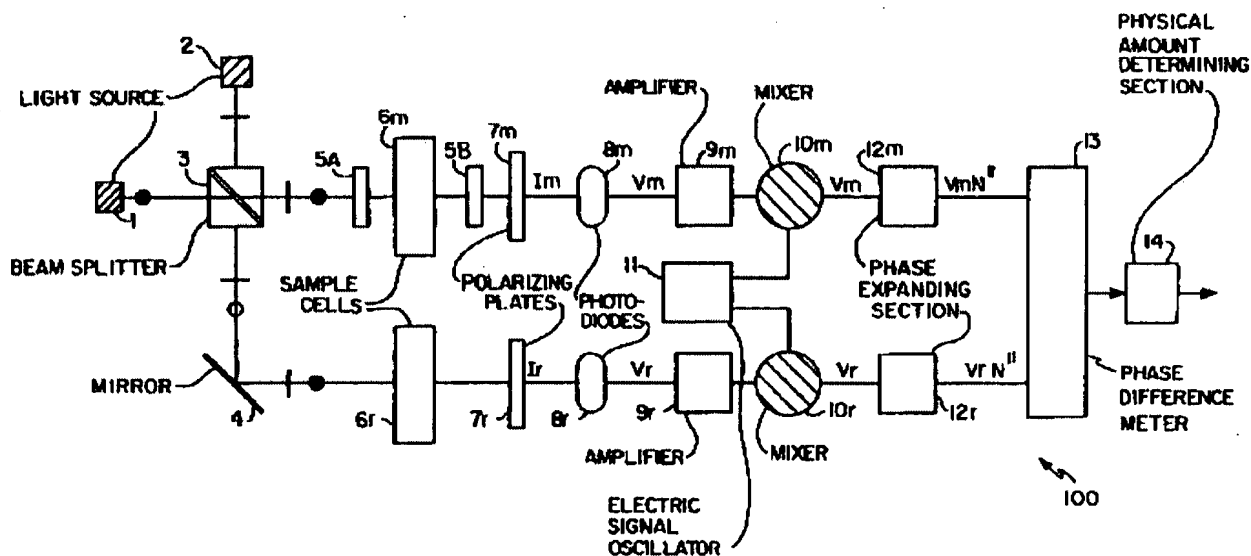 PHYSICAL
AMOUNT
DETERMINING
SECTION
2
LIGHT SOURCE
AMPLIFIER
MIXER
6m
7m
8m
9m
10m
12m
13
3
5A
5B
Im
Vm
Vm
VmN"
14
1
BEAM SPLITTER
SAMPLE
CELLS
POLARIZING
PLATES
PHOTO-
DIODES
11
PHASE
EXPANDING
SECTION
MIRROR
4
6r
7r
Ir
8r
Vr
9r
10r
Vr
12r
Vr N"
PHASE
DIFFERENCE
METER
AMPLIFIER
MIXER
ELECTRIC
SIGNAL
OSCILLATOR
100